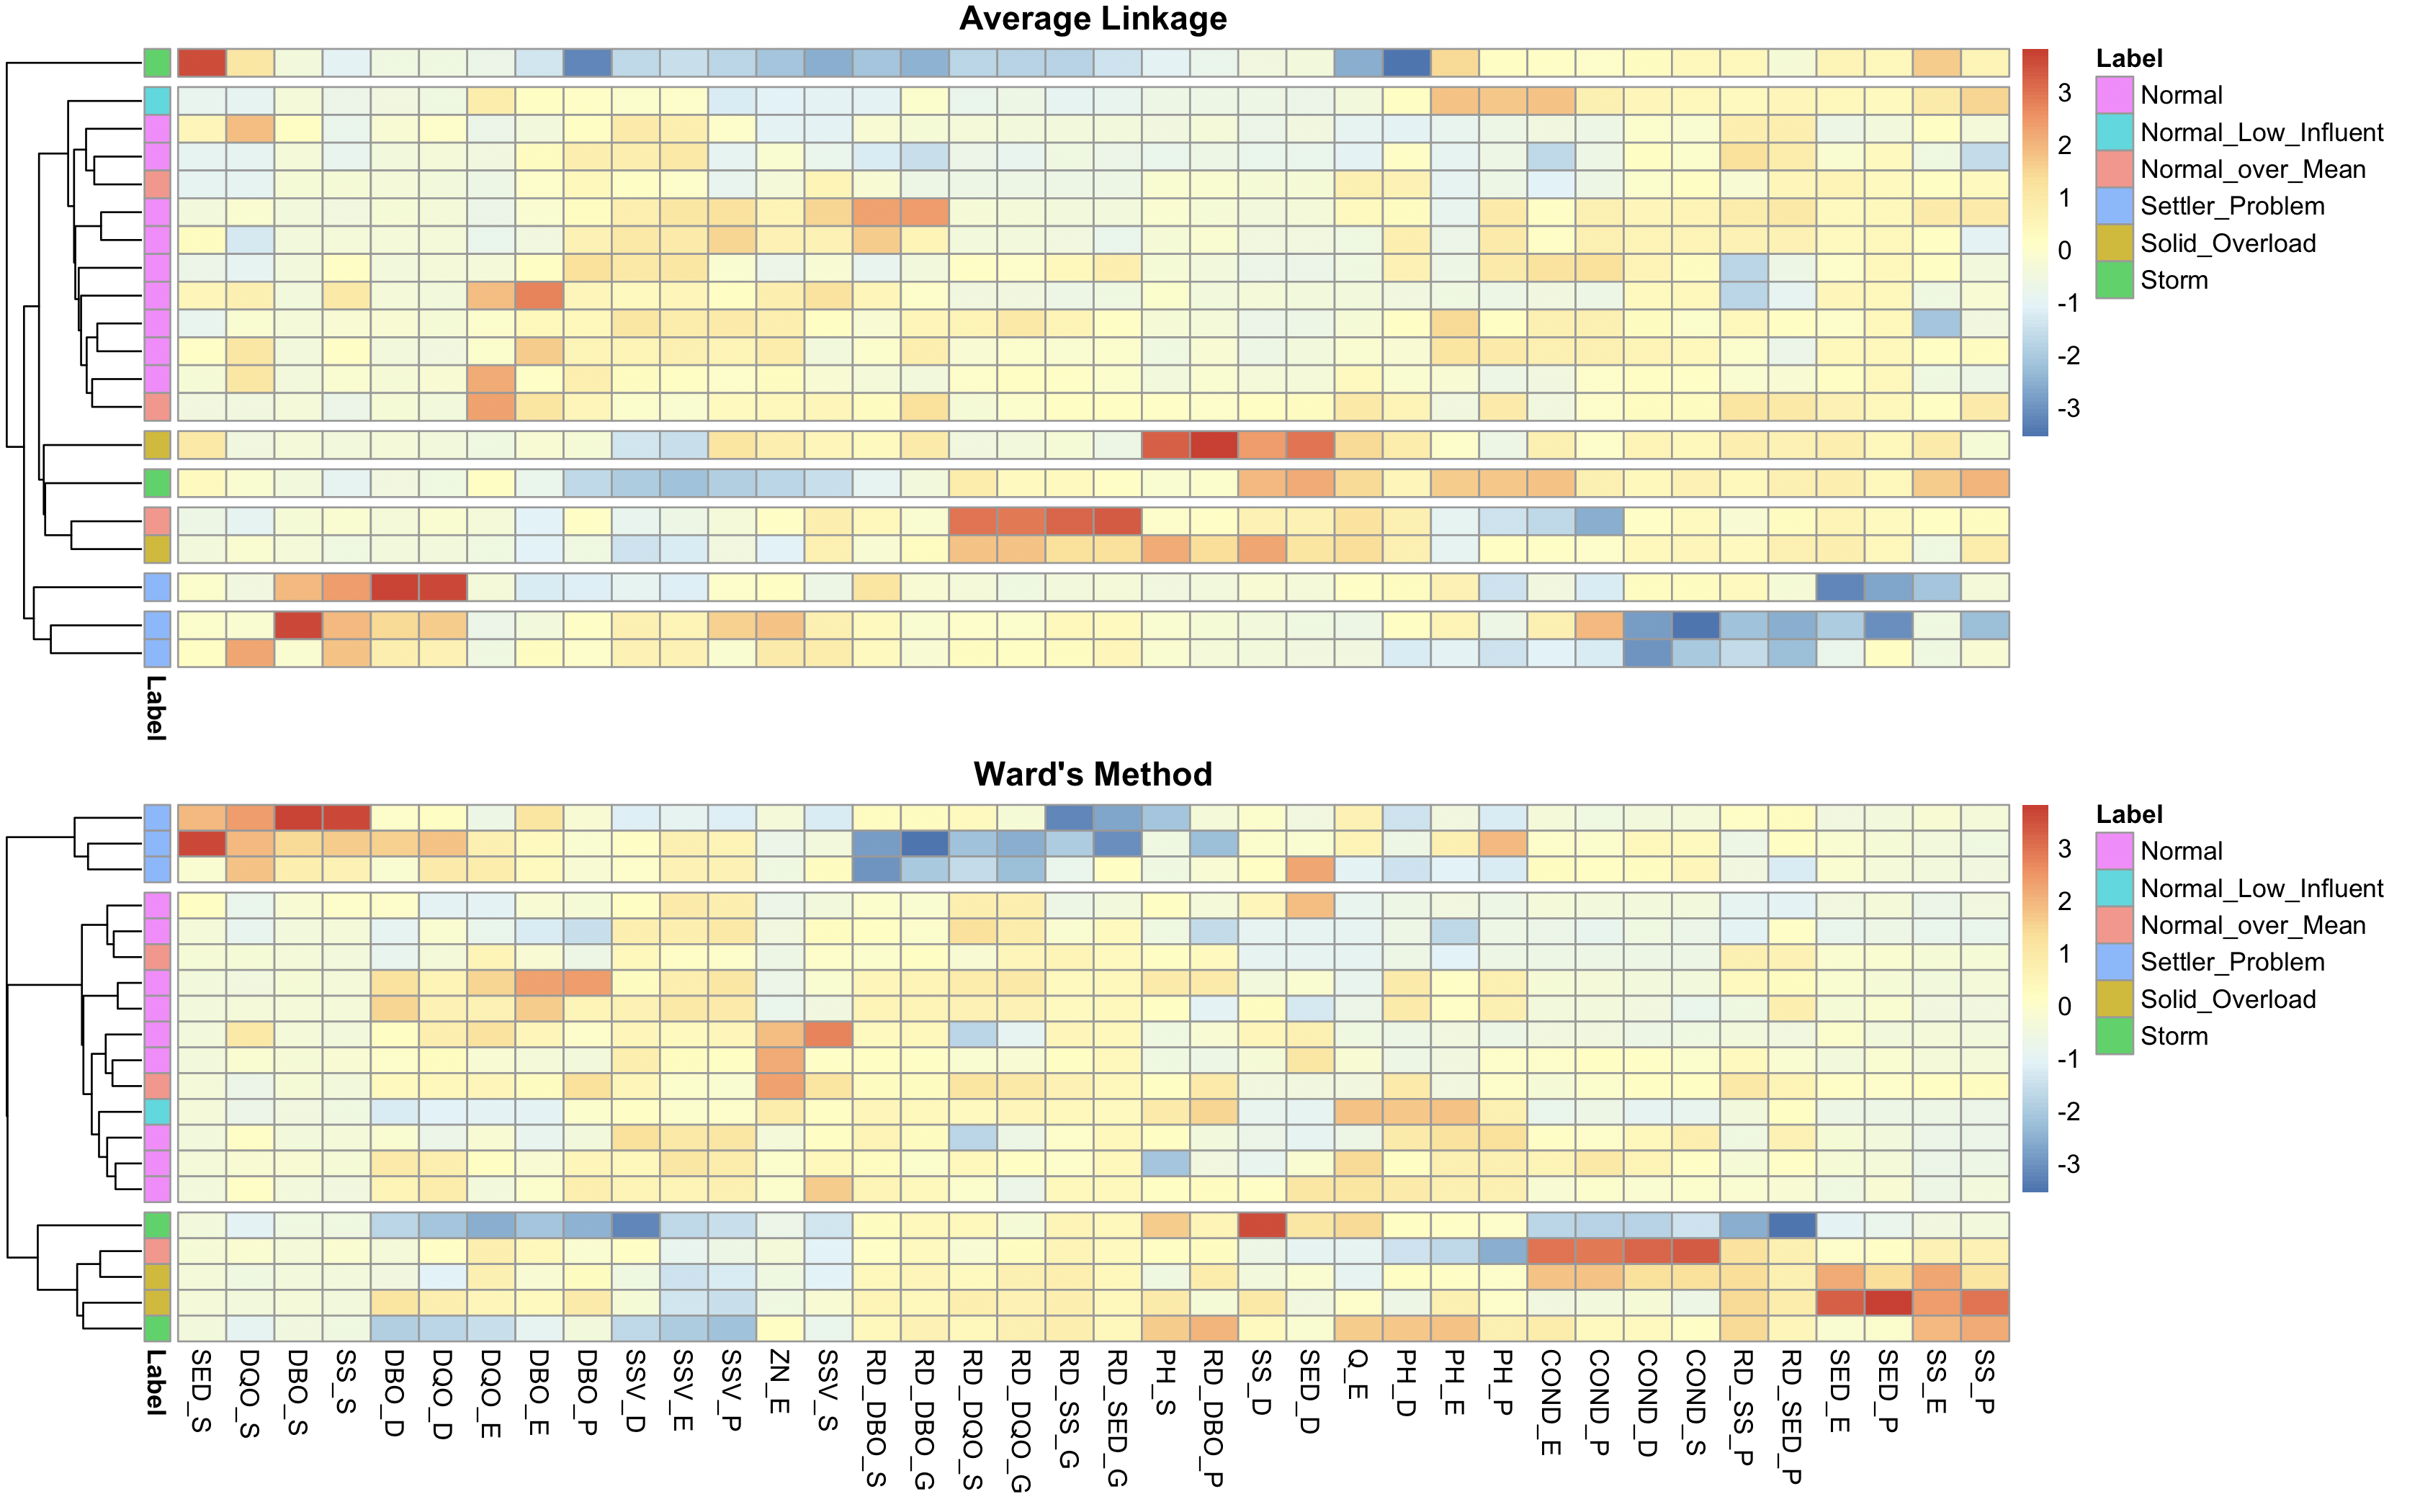 Average Linkage
3
2
1
0
-1
-2
-3
Label
Normal
Normal_Low_Influent
Normal_over_Mean
Settler_Problem
Solid_Overload
Storm
Label
Ward's Method
3
2
1
0
-1
-2
-3
Label
Normal
Normal_Low_Influent
Normal_over_Mean
Settler_Problem
Solid_Overload
Storm
Label
SED_S
DQO_S
DBO_S
SS_S
DBO_D
DQO_D
DQO_E
DBO_E
DBO_P
SSV_D
SSV_E
SSV_P
ZN_E
SSV_S
RD_DBO_S
RD_DBO_G
RD_DQO_S
RD_DQO_G
RD_SS_G
RD_SED_G
PH_S
RD_DBO_P
SS_D
SED_D
Q_E
PH_D
PH_E
PH_P
COND_E
COND_P
COND_D
COND_S
RD_SS_P
RD_SED_P
SED_E
SED_P
SS_E
SS_P